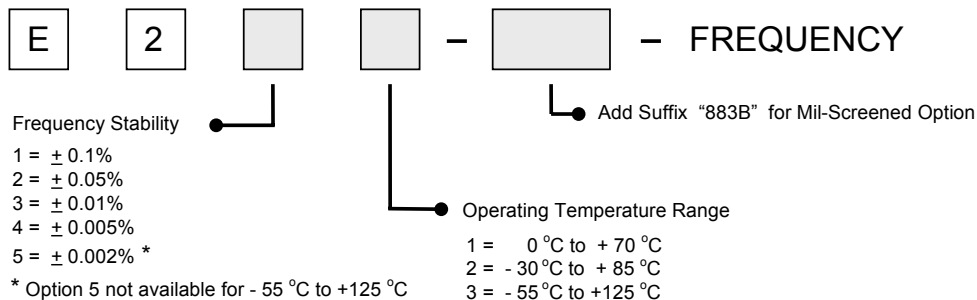 E 2 – – FREQUENCY
Add Suffix “883B” for Mil-Screened Option
Frequency Stability
1 = ± 0.1%
2 = ± 0.05%
3 = ± 0.01%
4 = ± 0.005%
5 = ± 0.002% *
* Option 5 not available for - 55 °C to +125 °C
Operating Temperature Range
1 = 0 °C to + 70 °C
2 = - 30 °C to + 85 °C
3 = - 55 °C to +125 °C